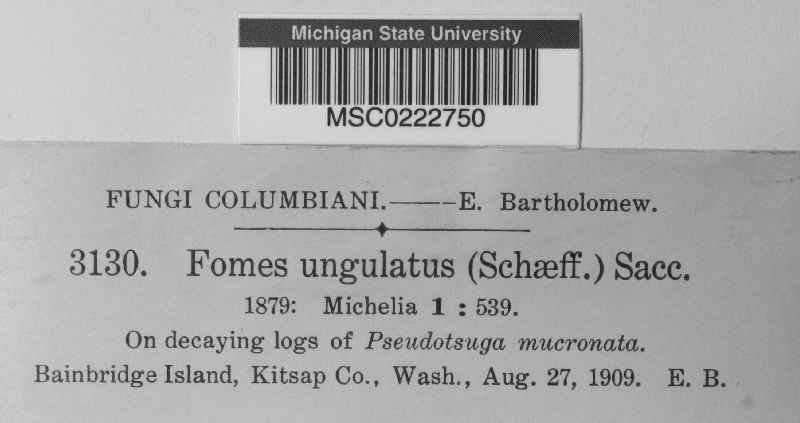 Michigan State University
MSC0222750
FUNGI COLUMBIANI.——E. Bartholomew.
3130. Fomes ungulatus (Schæff.) Sacc.
1879: Michelia 1 : 539.
On decaying logs of Pseudotsuga mucronata.
Bainbridge Island, Kitsap Co., Wash., Aug. 27, 1909. E. B.